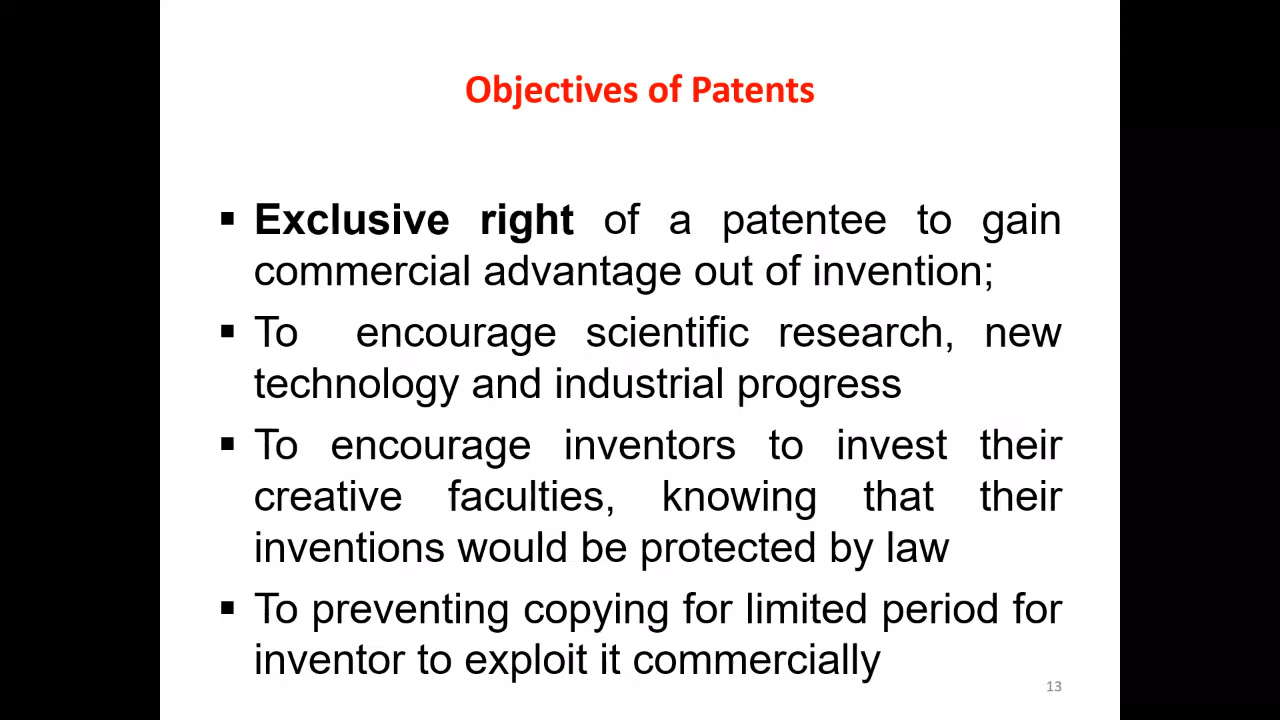 Objectives of Patents
▪ Exclusive right of a patentee to gain
commercial advantage out of invention;
▪ To encourage scientific research, new
technology and industrial progress
▪ To encourage inventors to invest their
creative faculties, knowing that their
inventions would be protected by law
▪ To preventing copying for limited period for
inventor to exploit it commercially
13